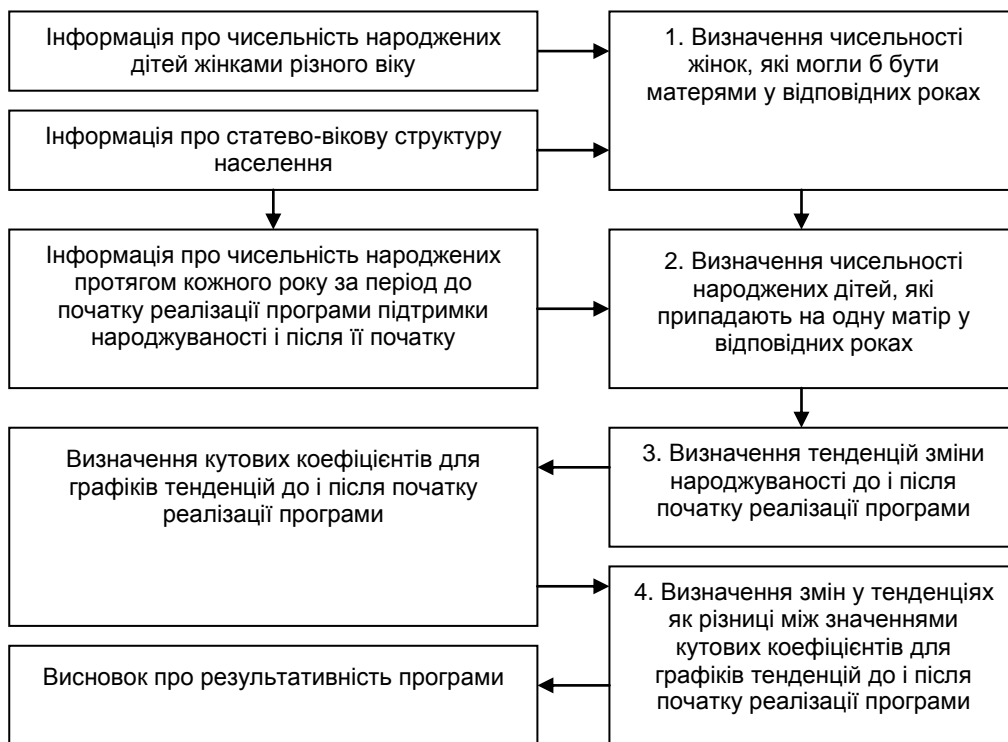 Інформація про чисельність народжених
дітей жінками різного віку
1. Визначення чисельності
жінок, які могли б бути
матерями у відповідних роках
Інформація про статево-вікову структуру
населення
Інформація про чисельність народжених
протягом кожного року за період до
початку реалізації програми підтримки
народжуваності і після її початку
2. Визначення чисельності
народжених дітей, які
припадають на одну матір у
відповідних роках
Визначення кутових коефіцієнтів для
графіків тенденцій до і після початку
реалізації програми
3. Визначення тенденцій зміни
народжуваності до і після
початку реалізації програми
4. Визначення змін у тенденціях
як різниці між значеннями
кутових коефіцієнтів для
графіків тенденцій до і після
початку реалізації програми
Висновок про результативність програми